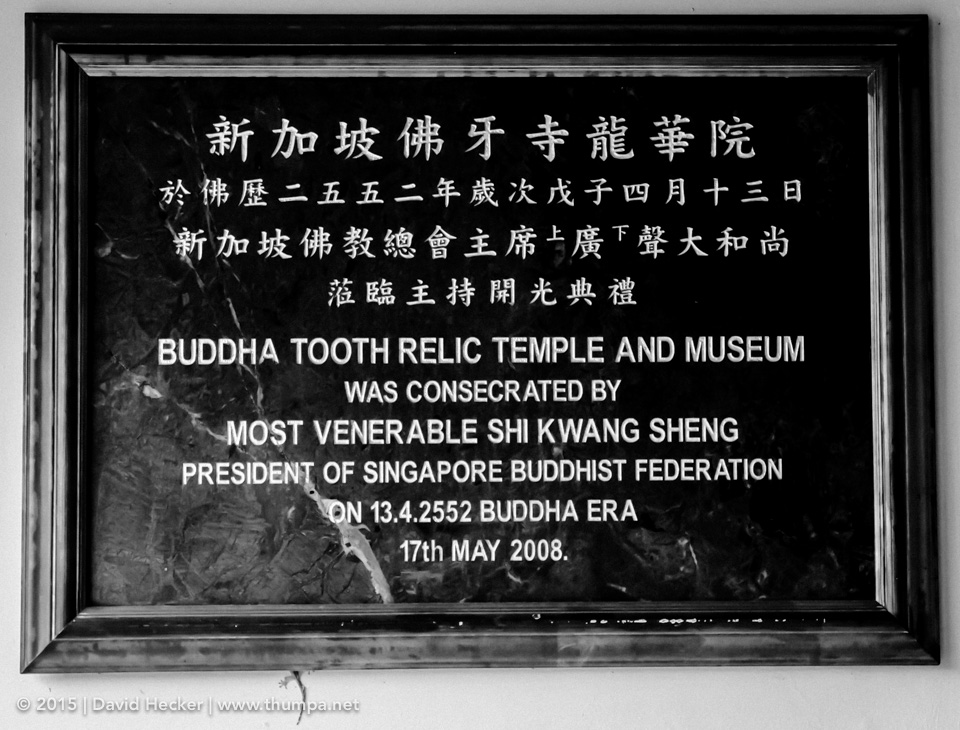 新加坡佛牙寺龍華院
於佛歷二五五二年歲次戊子四月十三日
新加坡佛教總會主席上廣下聲大和尚
蒞臨主持開光典禮
BUDDHA TOOTH RELIC TEMPLE AND MUSEUM
WAS CONSECRATED BY
MOST VENERABLE SHI KWANG SHENG
PRESIDENT OF SINGAPORE BUDDHIST FEDERATION
ON 13.4.2552 BUDDHA ERA
17th MAY 2008.
© 2015 | David Hecker | www.thumpa.net